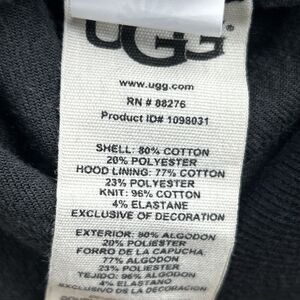 UGG®
www.ugg.com
RN # 88276
Product ID# 1098031
SHELL: 80% COTTON
20% POLYESTER
HOOD LINING: 77% COTTON
23% POLYESTER
KNIT: 96% COTTON
4% ELASTANE
EXCLUSIVE OF DECORATION
EXTERIOR: 80% ALGODON
20% POLIESTER
FORRO DE LA CAPUCHA
77% ALGODON
23% POLIESTER
TEJIDO: 96% ALGODON
4% ELASTANO
EXCLUSIVO DE DECORACION